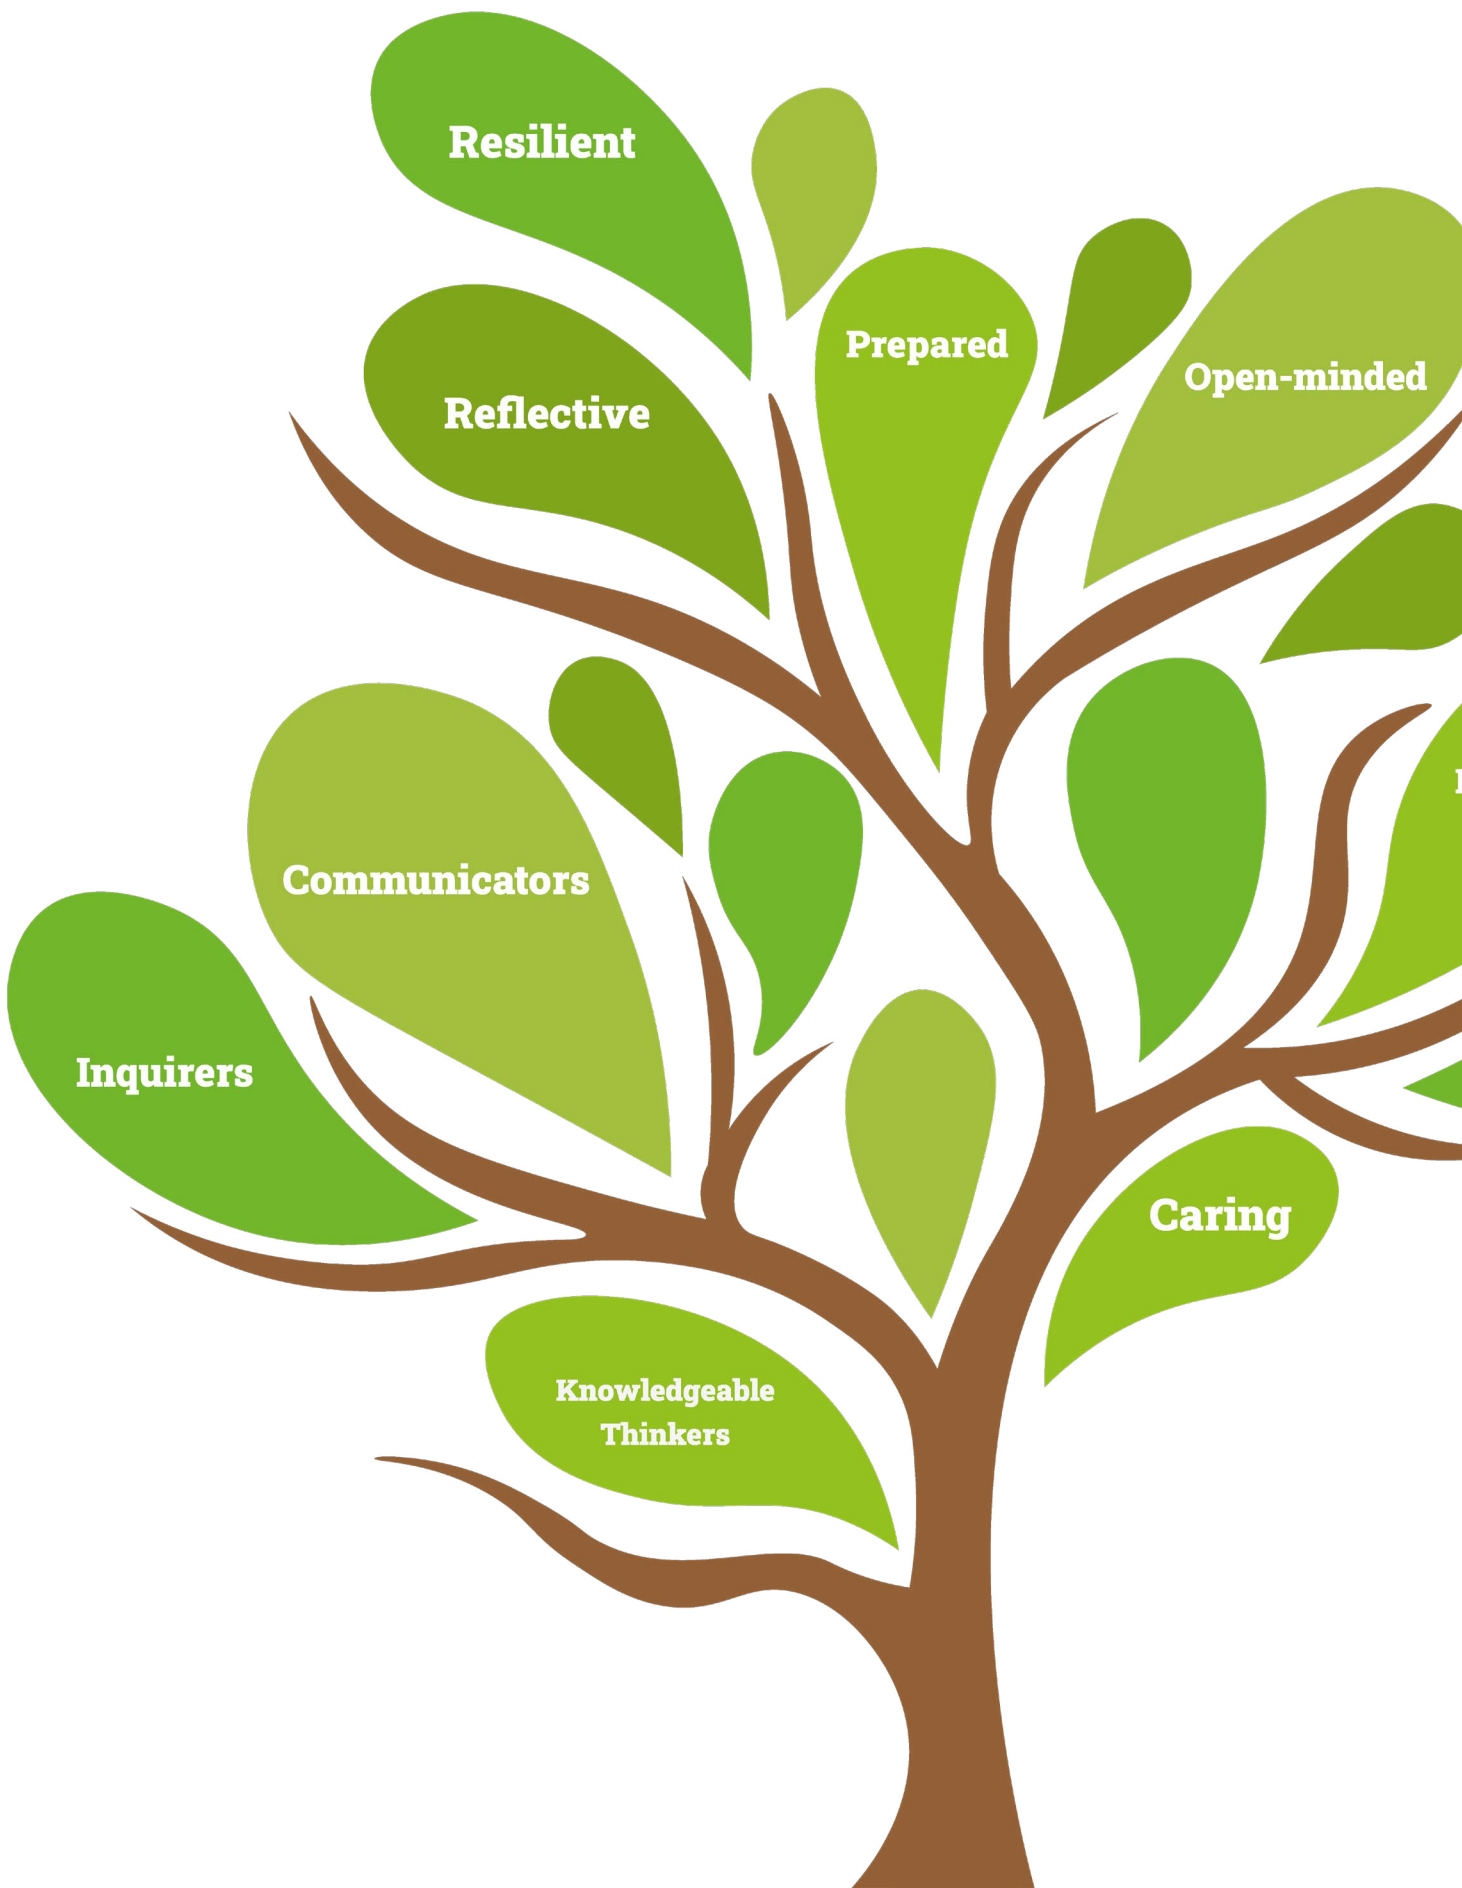 Resilient
Prepared
Open-minded
Reflective
Communicators
Inquirers
Caring
Knowledgeable
Thinkers